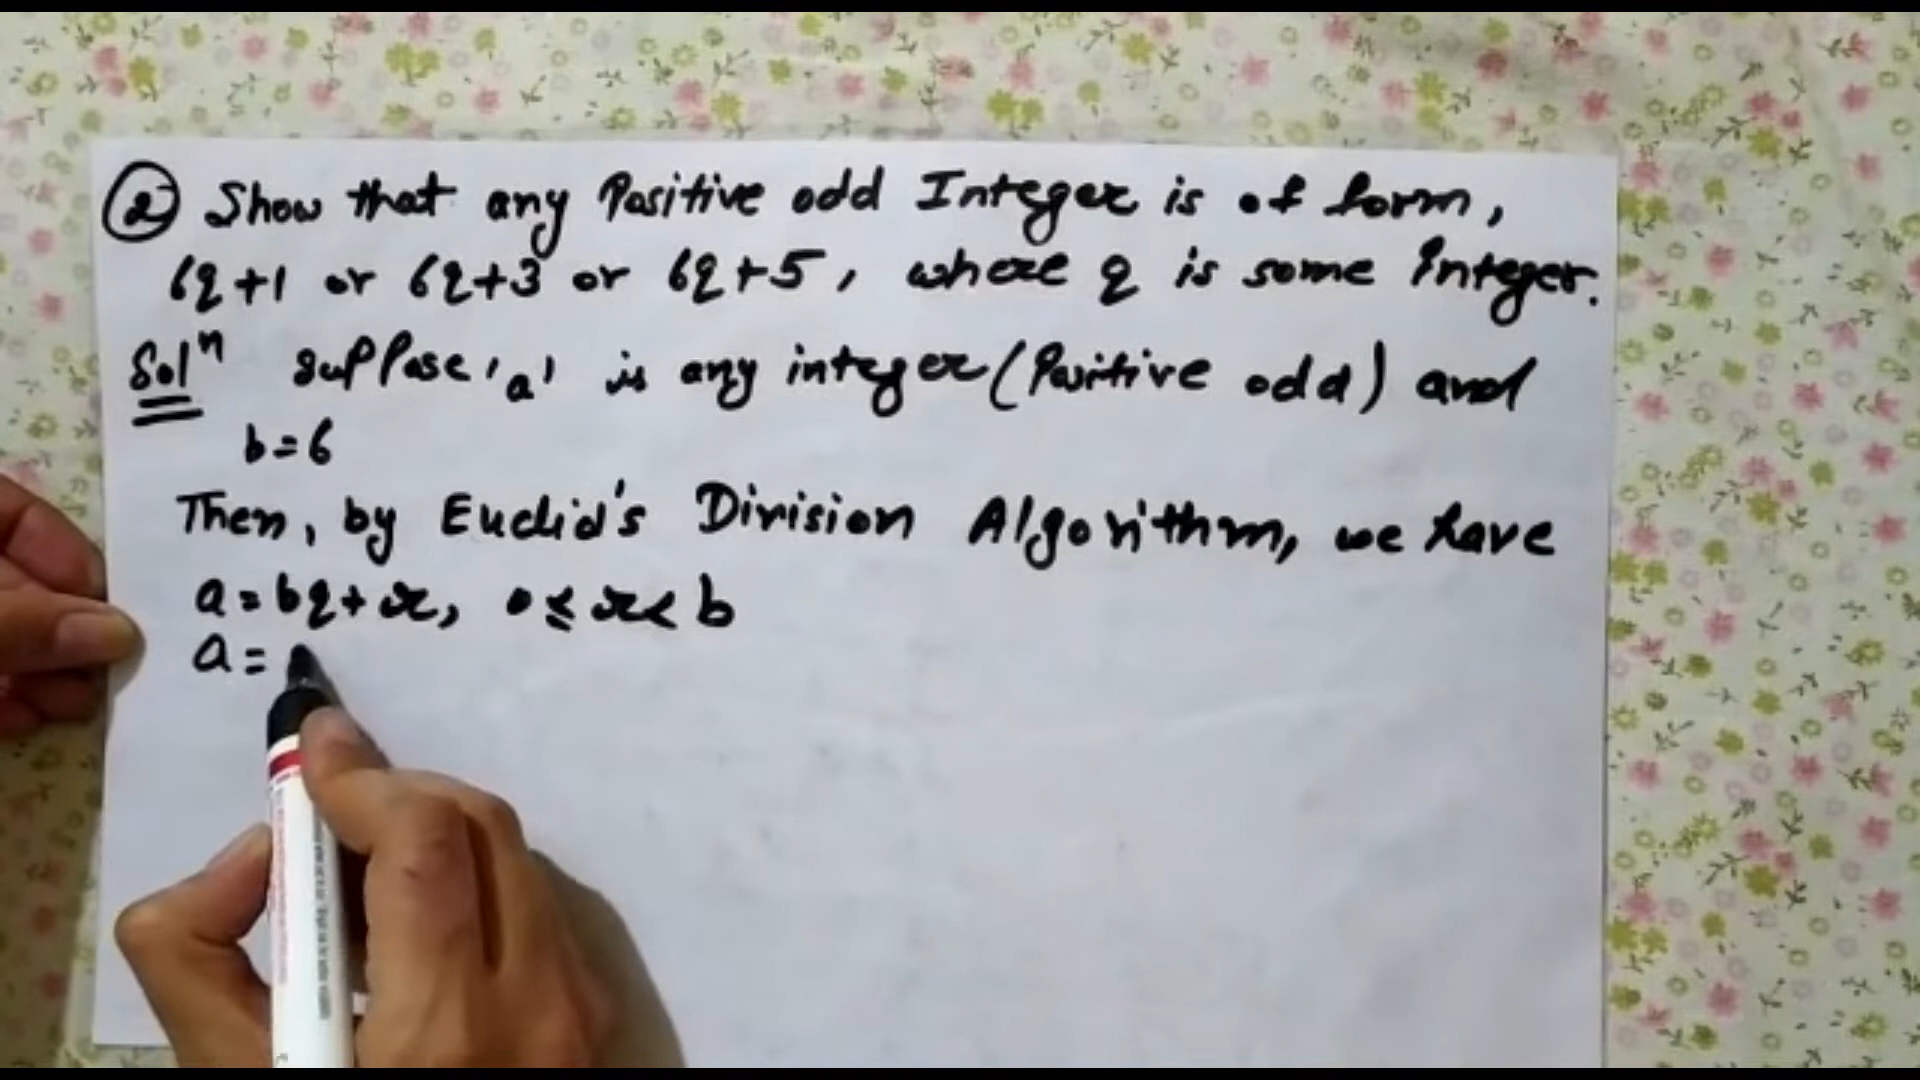 ② Show that any Positive odd Integer is of form,
6q+1 or 6q+3 or 6q+5, where q is some Integer.
Solⁿ Suppose 'a' is any integer (Positive odd) and
b=6
Then, by Euclid's Division Algorithm, we have
a=bq+r, 0≤r<b
a=